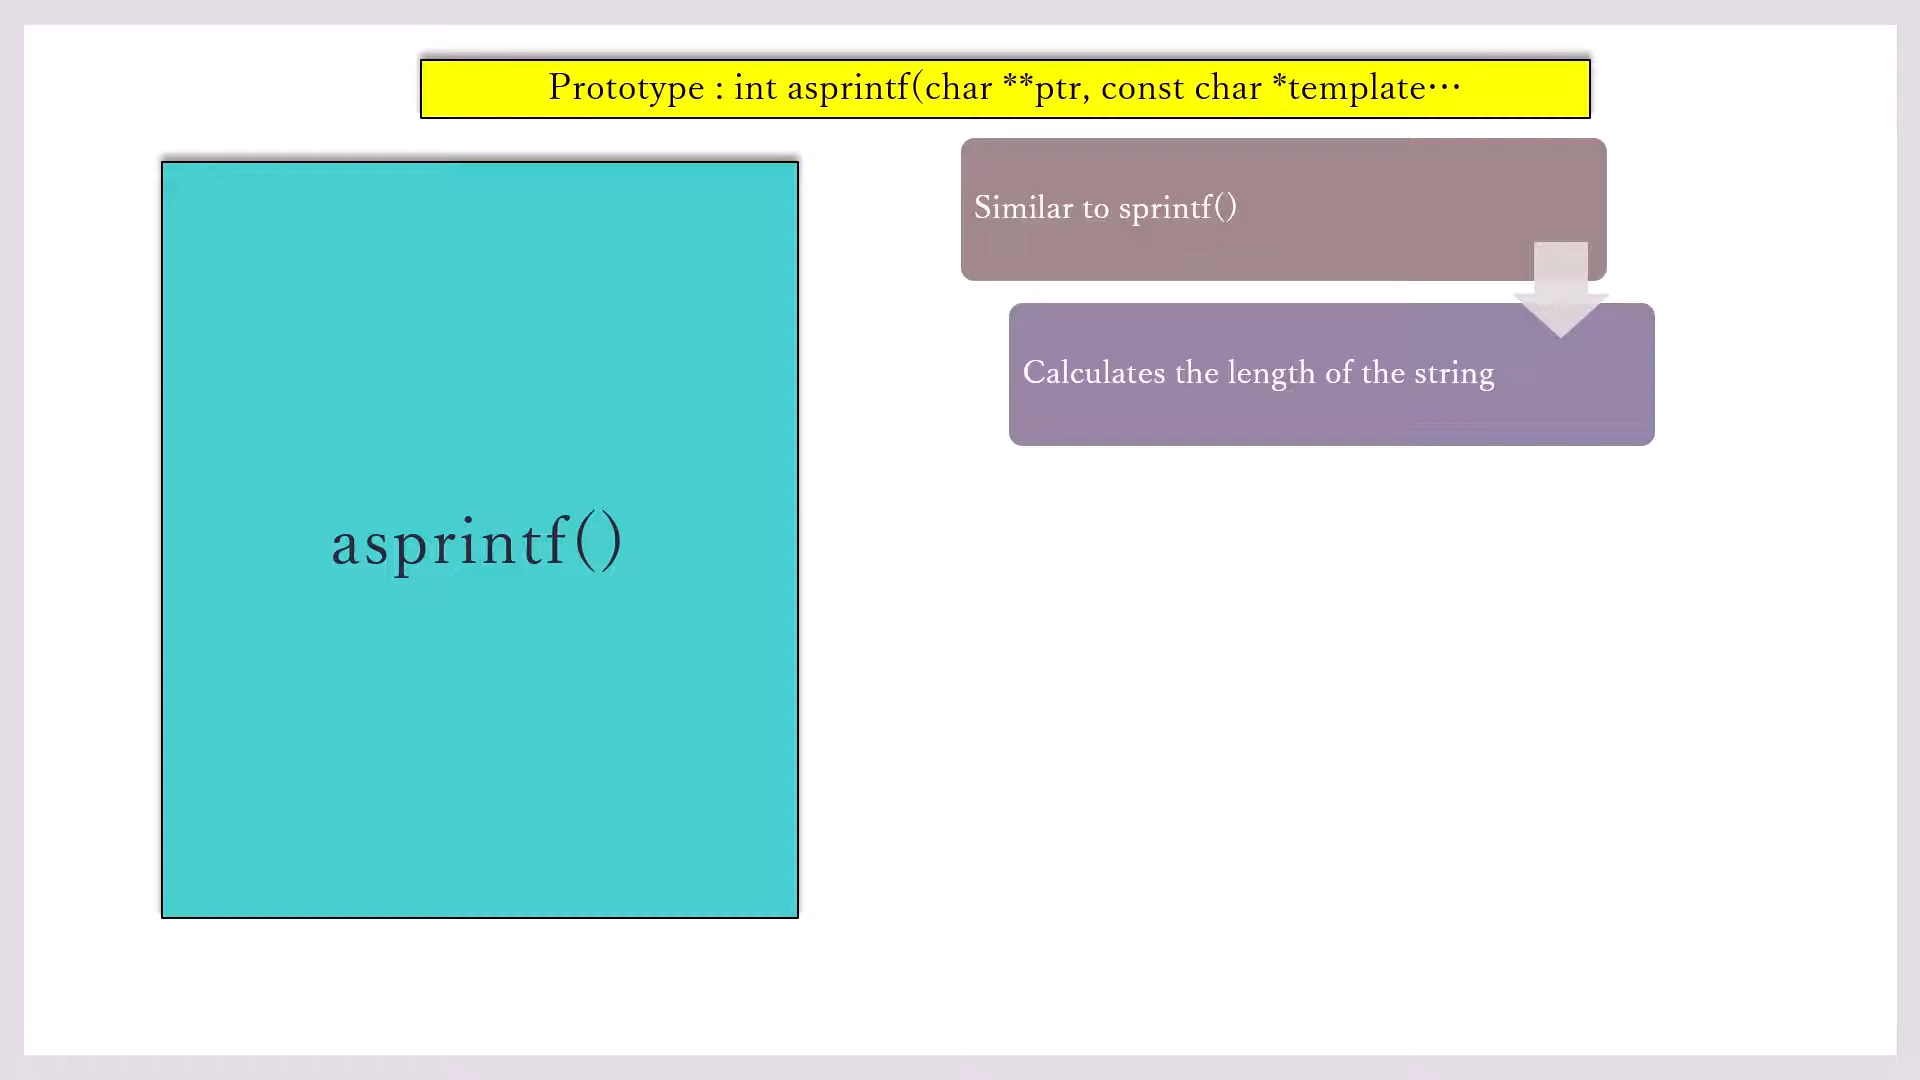 Prototype : int asprintf(char **ptr, const char *template…
Similar to sprintf()
Calculates the length of the string
asprintf()